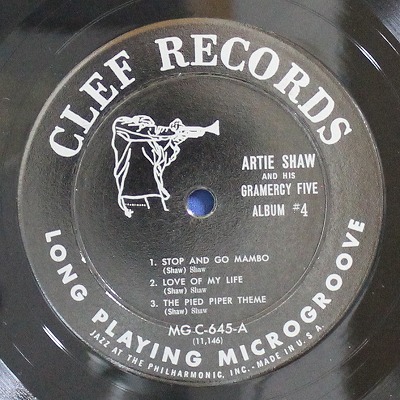 CLEF RECORDS
ARTIE SHAW
AND HIS
GRAMERCY FIVE
ALBUM #4
1. STOP AND GO MAMBO
(Shaw) Shaw
2. LOVE OF MY LIFE
(Shaw) Shaw
3. THE PIED PIPER THEME
(Shaw) Shaw
MG C-645-A
(11,146)
LONG PLAYING MICROGROOVE
JAZZ AT THE PHILHARMONIC, INC.-MADE IN U.S.A.